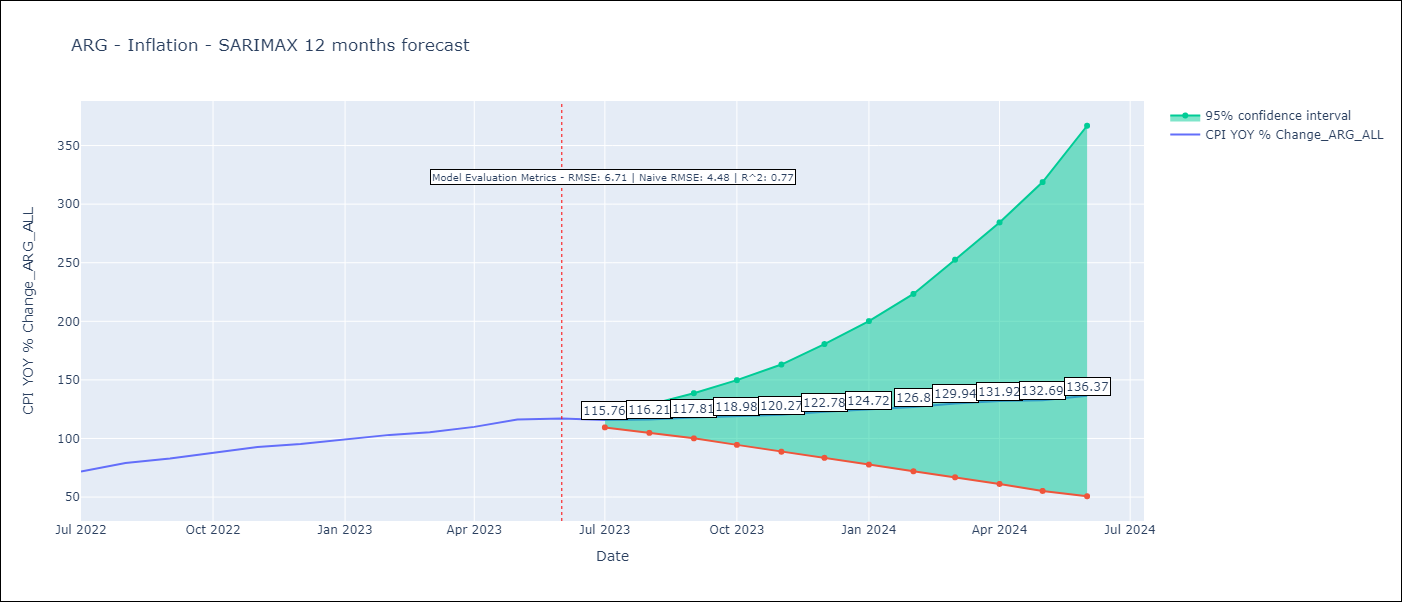 ARG - Inflation - SARIMAX 12 months forecast
95% confidence interval
CPI YOY % Change_ARG_ALL
Model Evaluation Metrics - RMSE: 6.71 | Naive RMSE: 4.48 | R^2: 0.77
CPI YOY % Change_ARG_ALL
350
300
250
200
150
100
50
115.76
116.21
117.81
118.98
120.27
122.78
124.72
126.8
129.94
131.92
132.69
136.37
Jul 2022
Oct 2022
Jan 2023
Apr 2023
Jul 2023
Oct 2023
Jan 2024
Apr 2024
Jul 2024
Date